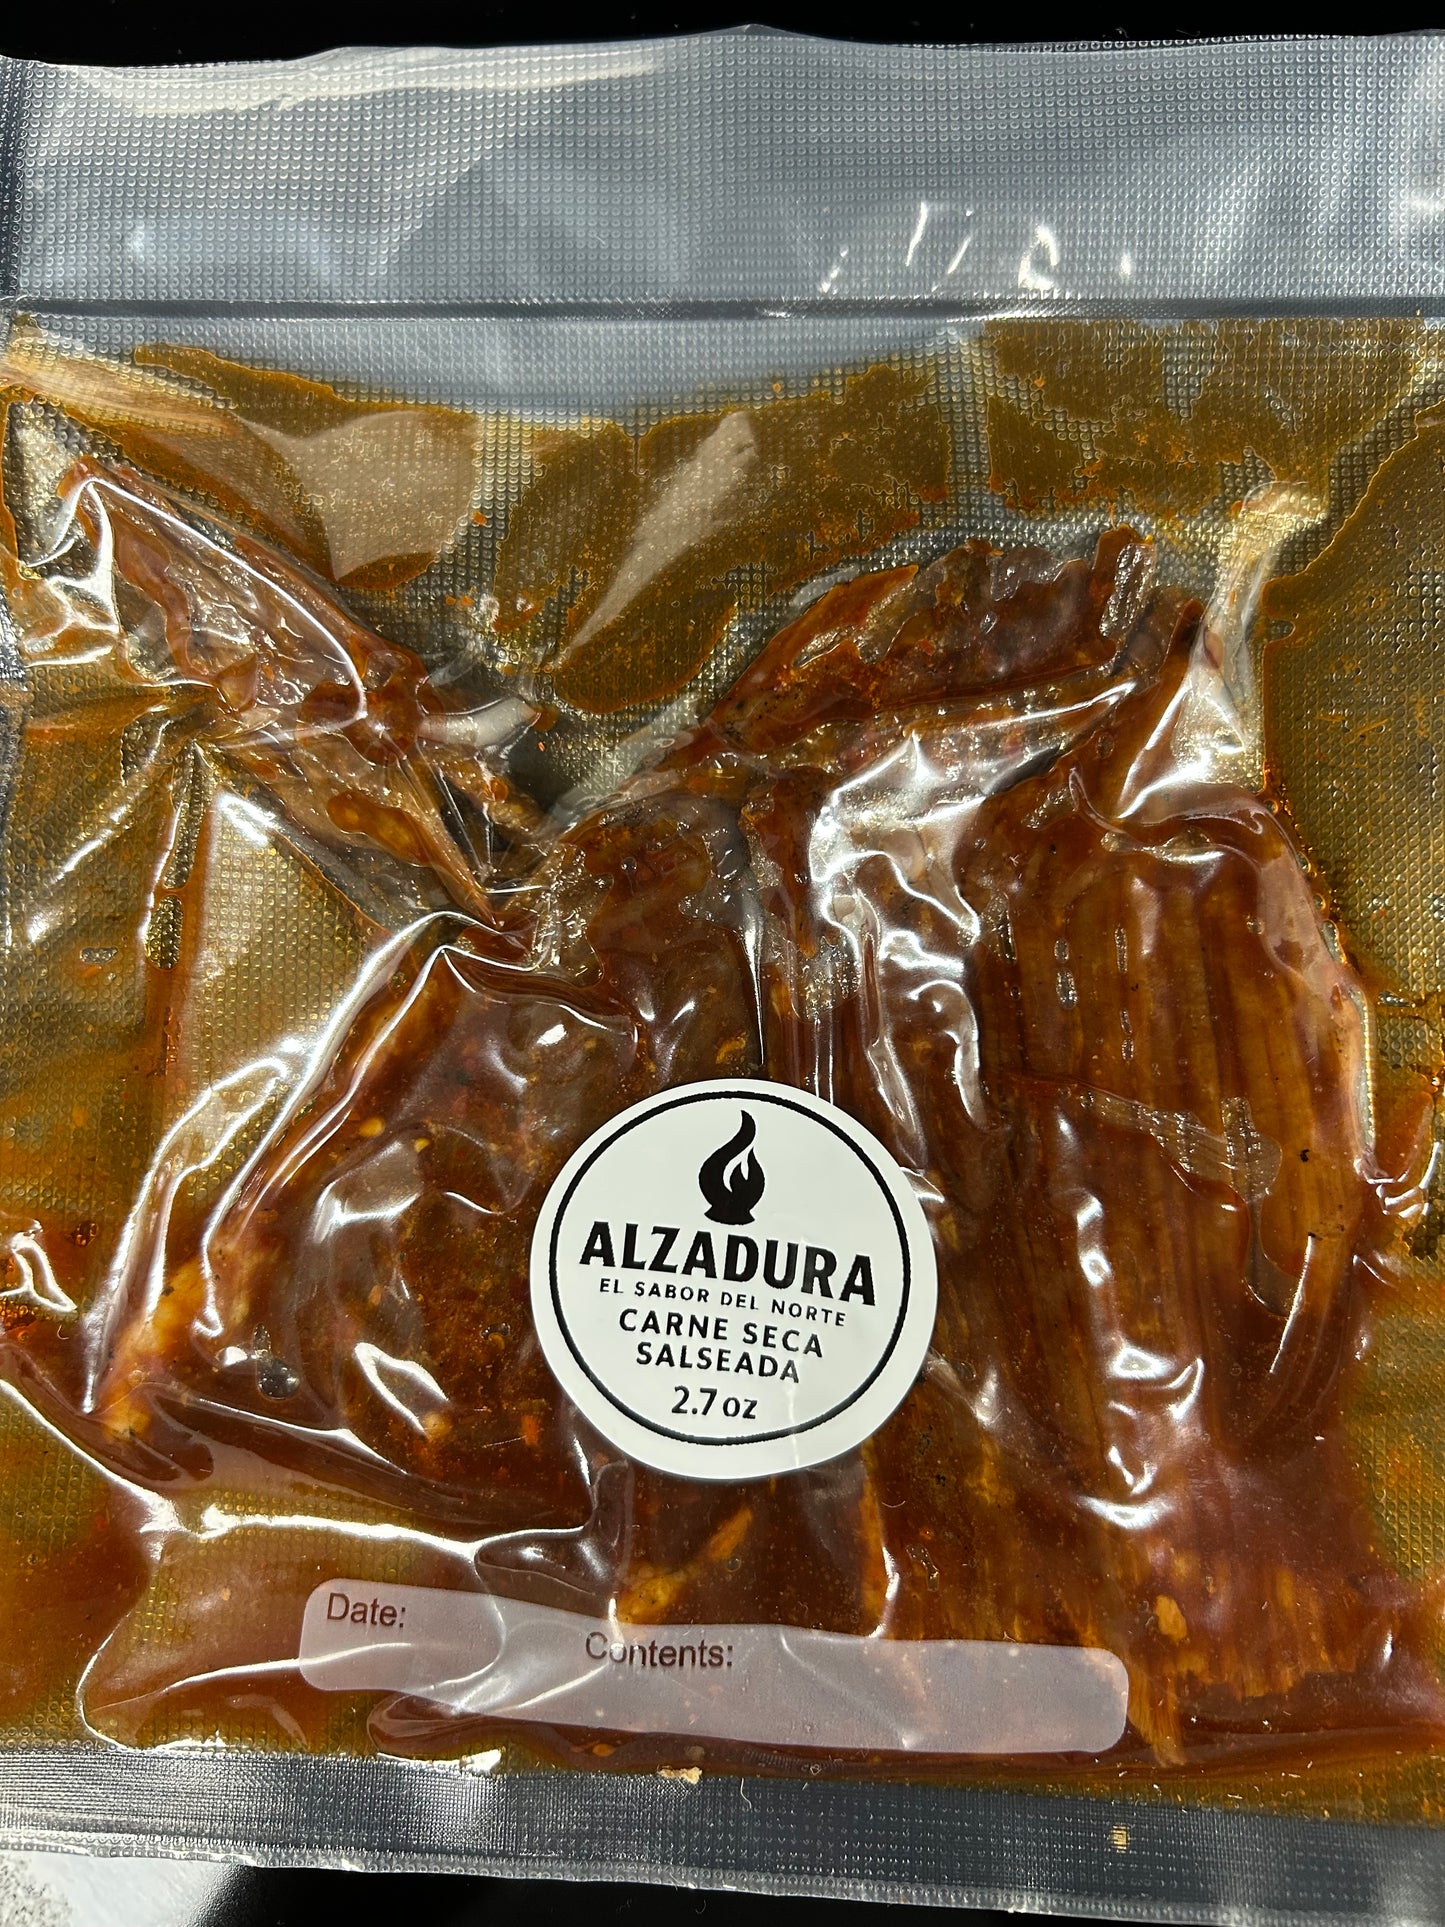 ALZADURA
EL SABOR DEL NORTE
CARNE SECA
SALSEADA
2.7 oz
Date:
Contents: